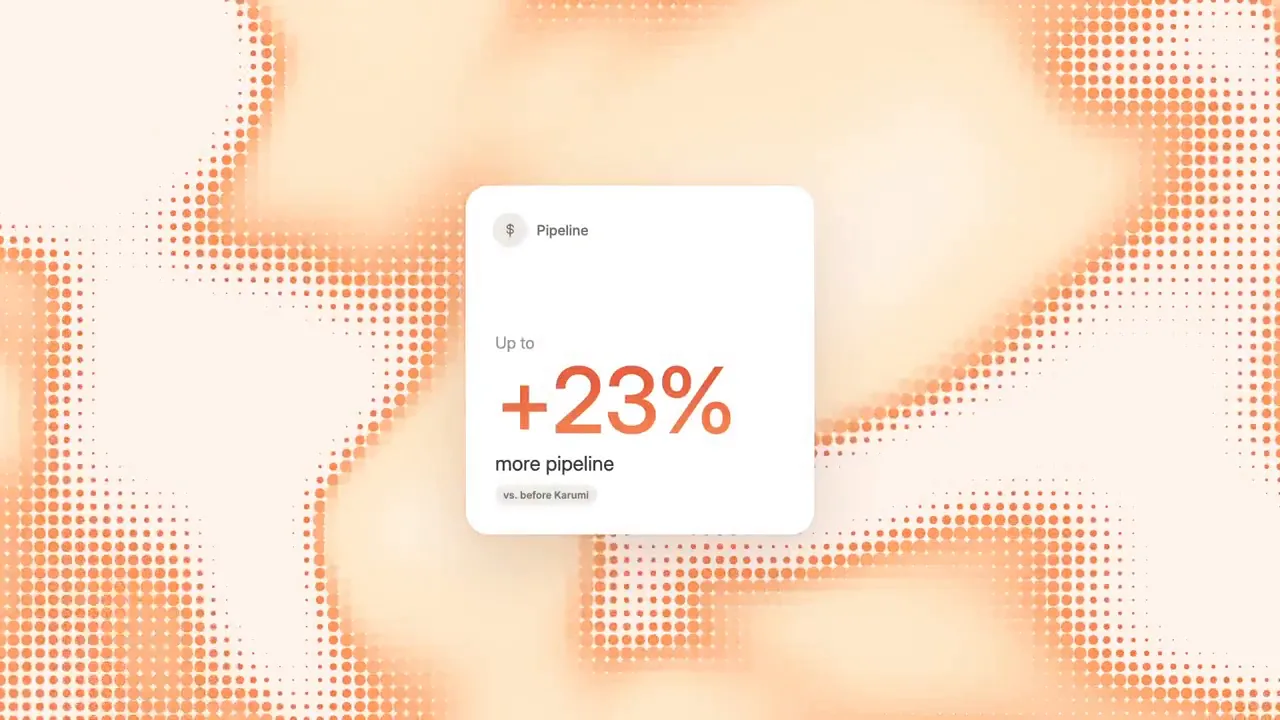 $ Pipeline
Up to
+23%
more pipeline
vs. before Karumi